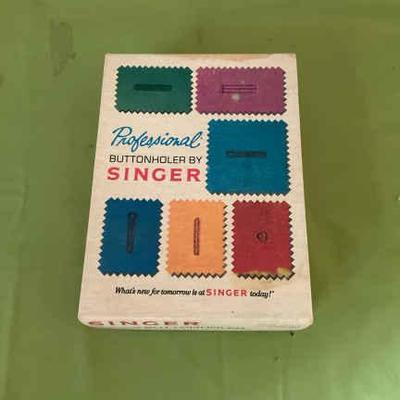 Professional
BUTTONHOLER BY
SINGER
What's new for tomorrow is at SINGER today!*
SINGER